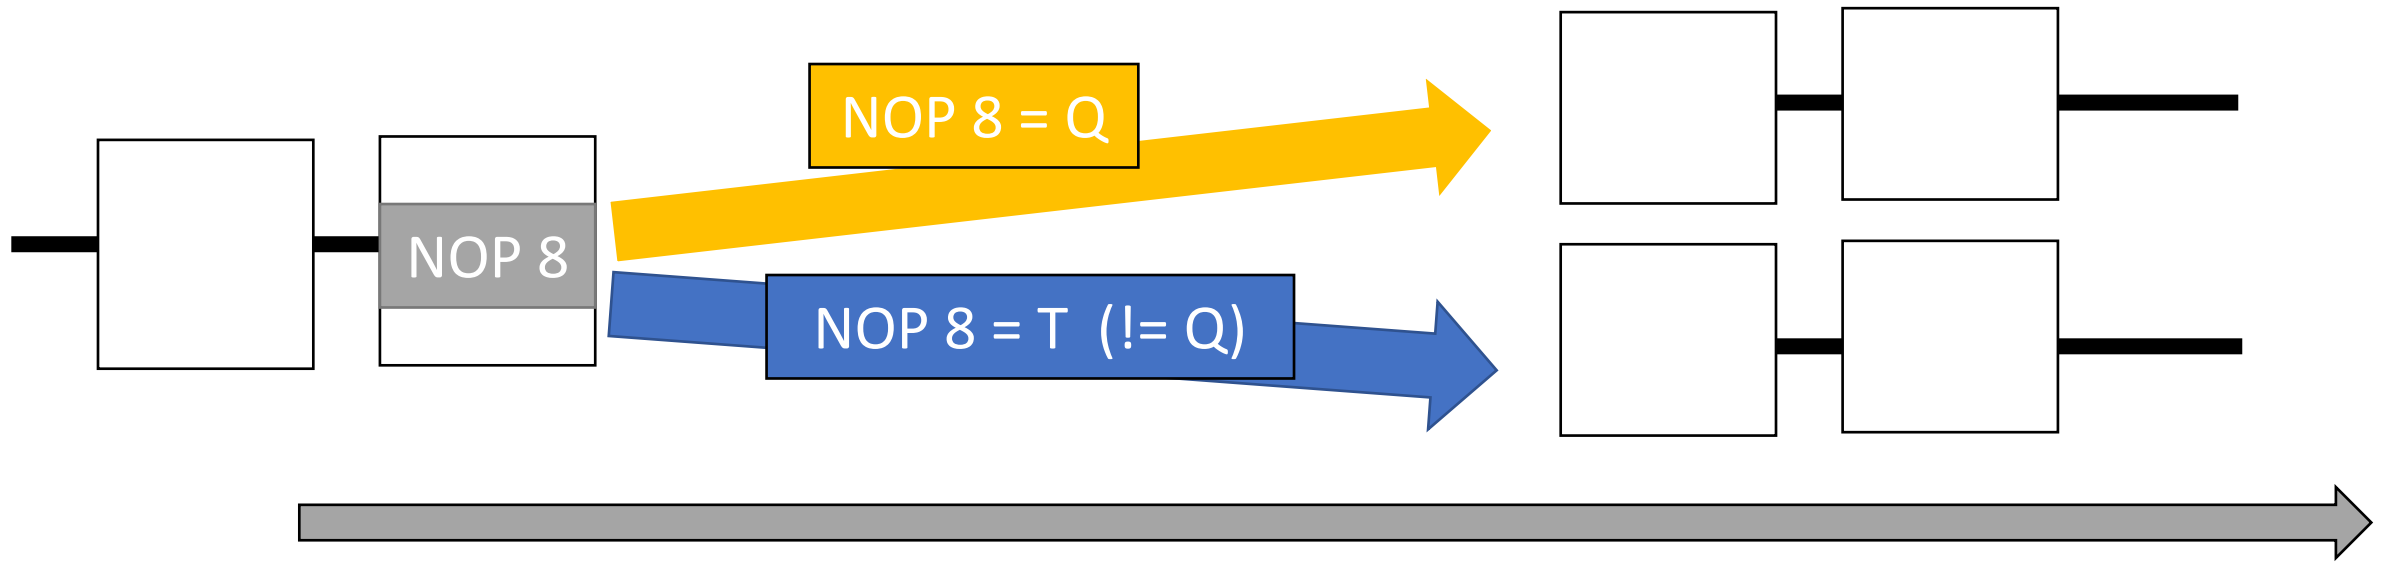 NOP 8 = Q
NOP 8
NOP 8 = T (!= Q)